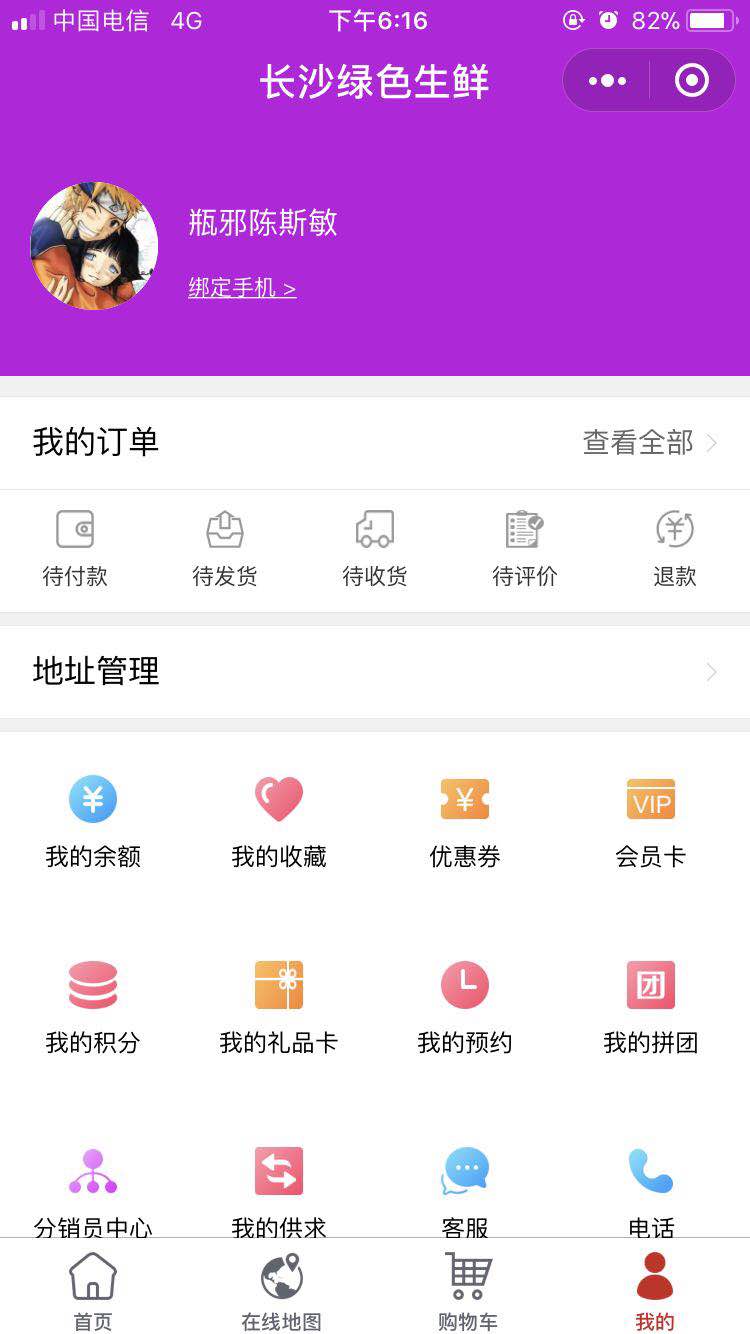 中国电信 4G 下午6:16 82%
长沙绿色生鲜
瓶邪陈斯敏
绑定手机 >
我的订单 查看全部
待付款 待发货 待收货 待评价 退款
地址管理
VIP
我的余额 我的收藏 优惠券 会员卡
团
我的积分 我的礼品卡 我的预约 我的拼团
分销员中心 我的供求 客服 电话
首页 在线地图 购物车 我的